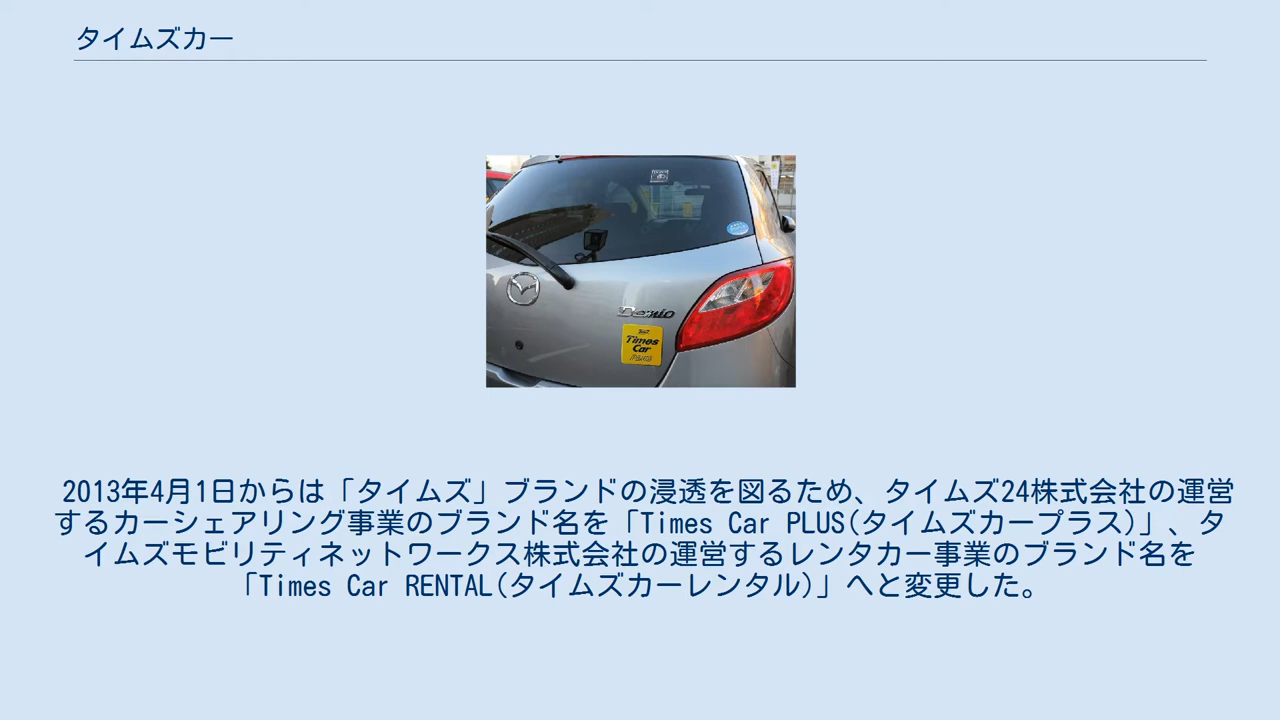 タイムズカー
Denio
Times
Car
2013年4月1日からは「タイムズ」ブランドの浸透を図るため、タイムズ24株式会社の運営
するカーシェアリング事業のブランド名を「Times Car PLUS(タイムズカープラス)」、タ
イムズモビリティネットワークス株式会社の運営するレンタカー事業のブランド名を
「Times Car RENTAL(タイムズカーレンタル)」へと変更した。